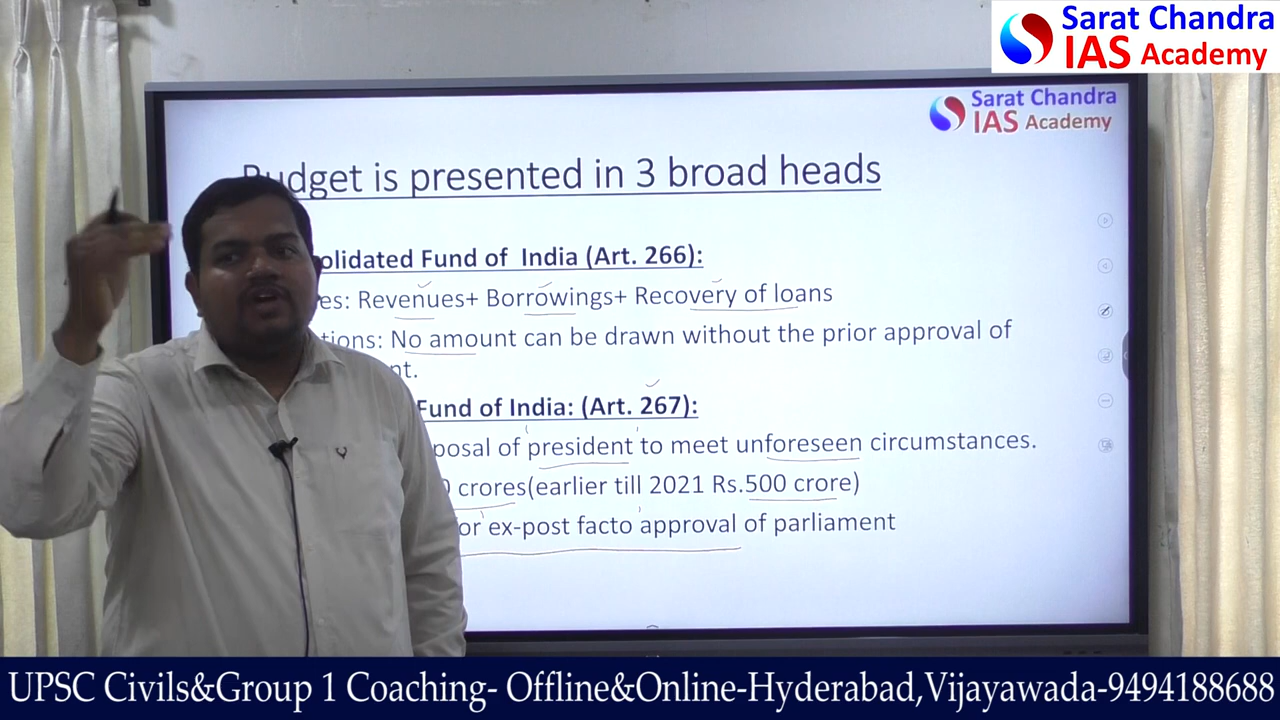 Sarat Chandra
IAS Academy
Sarat Chandra
IAS Academy
Budget is presented in 3 broad heads
olidated Fund of India (Art. 266):
es: Revenues+ Borrowings+ Recovery of loans
tions: No amount can be drawn without the prior approval of
nt.
Fund of India: (Art. 267):
posal of president to meet unforeseen circumstances.
0 crores(earlier till 2021 Rs.500 crore)
or ex-post facto approval of parliament
UPSC Civils&Group 1 Coaching- Offline&Online-Hyderabad,Vijayawada-9494188688